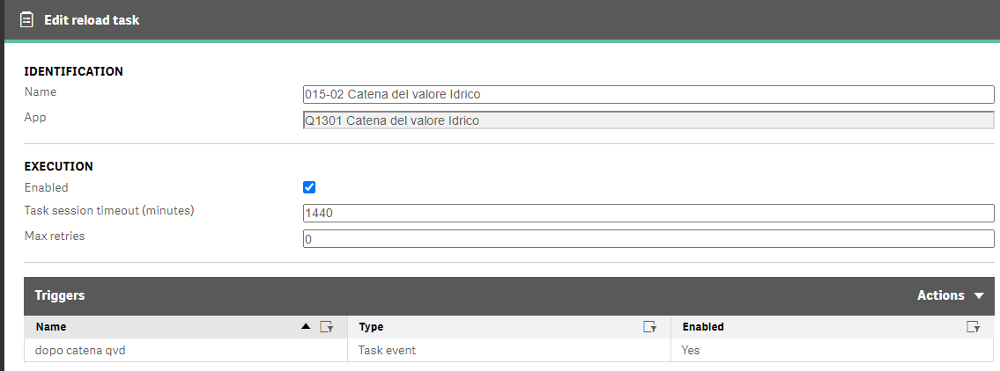 Edit reload task
IDENTIFICATION
Name 015-02 Catena del valore Idrico
App Q1301 Catena del valore Idrico
EXECUTION
Enabled
Task session timeout (minutes) 1440
Max retries 0
Triggers Actions
Name Type Enabled
dopo catena qvd Task event Yes